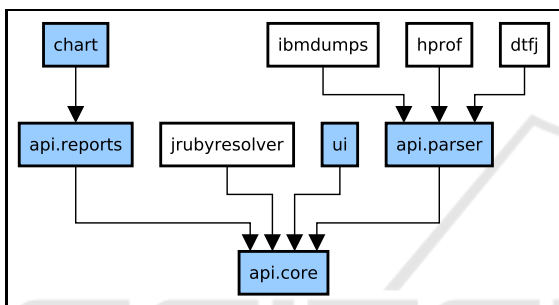 chart
ibmdumps
hprof
dtfj
api.reports
jrubyresolver
ui
api.parser
api.core